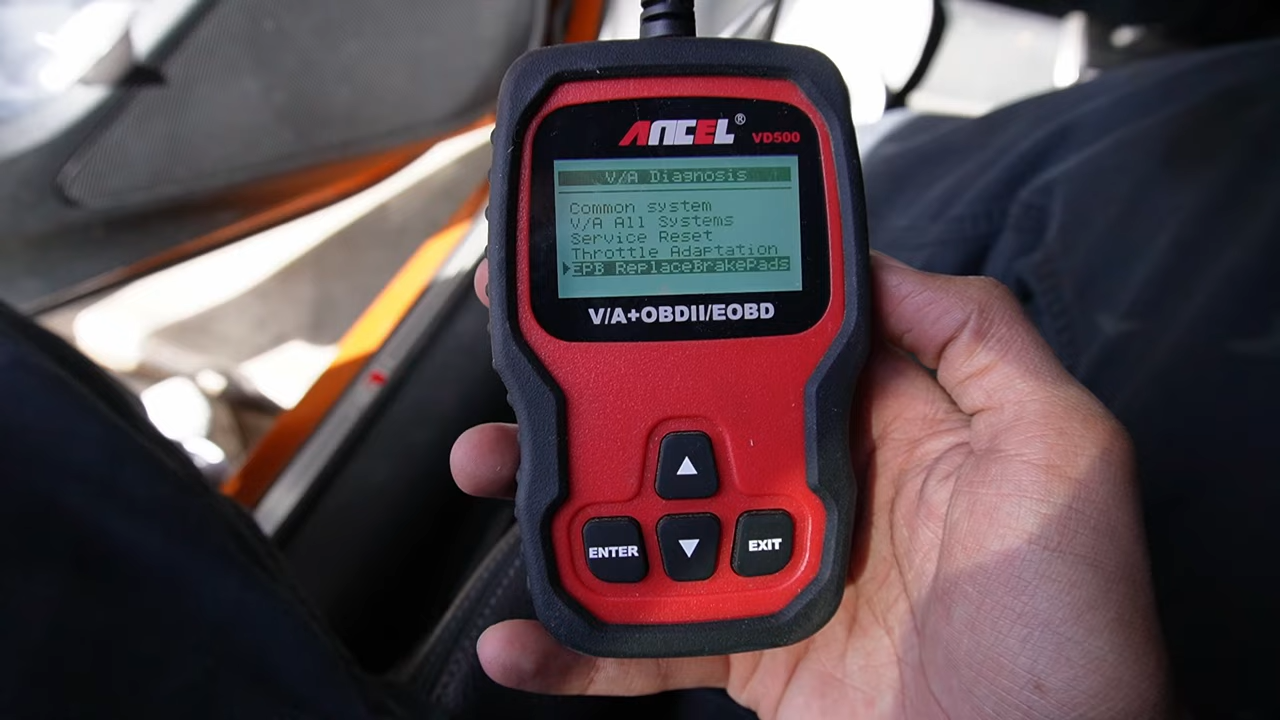 ANCEL®
VD500
V/A Diagnosis
Common system
V/A All Systems
Service Reset
Throttle Adaptation
EPB ReplaceBrakePads
V/A+OBDII/EOBD
ENTER
EXIT